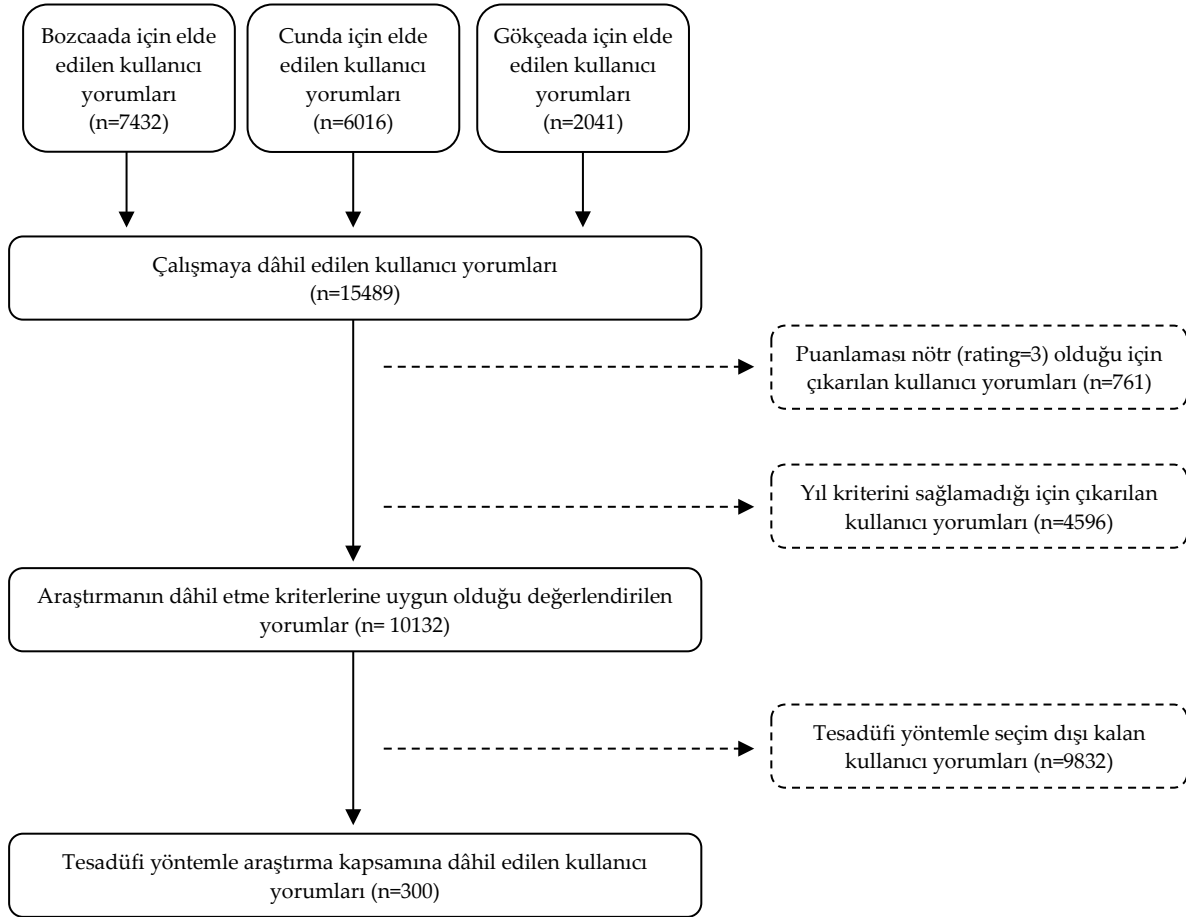 Bozcaada için elde
edilen kullanıcı
yorumları
(n=7432)
Cunda için elde
edilen kullanıcı
yorumları
(n=6016)
Gökçeada için elde
edilen kullanıcı
yorumları
(n=2041)
Çalışmaya dâhil edilen kullanıcı yorumları
(n=15489)
Puanlaması nötr (rating=3) olduğu için
çıkarılan kullanıcı yorumları (n=761)
Yıl kriterini sağlamadığı için çıkarılan
kullanıcı yorumları (n=4596)
Araştırmanın dâhil etme kriterlerine uygun olduğu değerlendirilen
yorumlar (n= 10132)
Tesadüfi yöntemle seçim dışı kalan
kullanıcı yorumları (n=9832)
Tesadüfi yöntemle araştırma kapsamına dâhil edilen kullanıcı
yorumları (n=300)